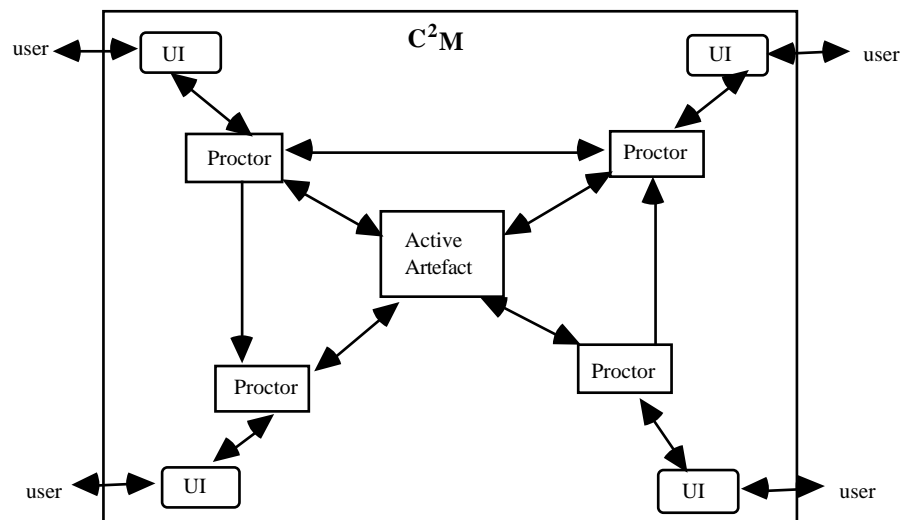 C²M
user
UI
UI
user
Proctor
Proctor
Active
Artefact
Proctor
Proctor
user
UI
UI
user